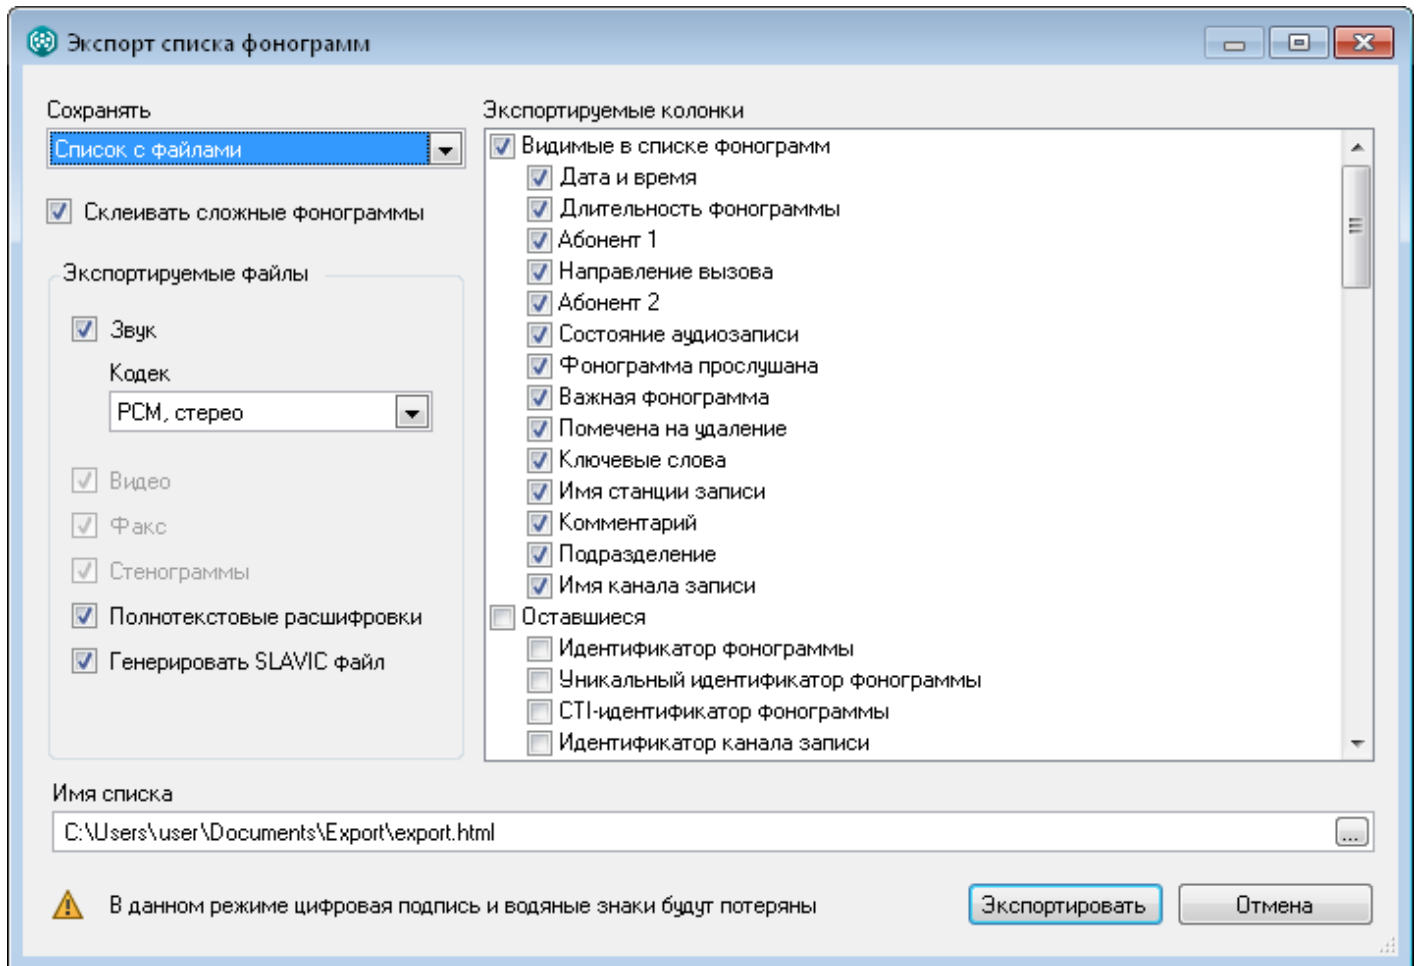 Экспорт списка фонограмм
Сохранять
Список с файлами
Склеивать сложные фонограммы
Экспортируемые файлы
Звук
Кодек
PCM, стерео
Видео
Факс
Стенограммы
Полнотекстовые расшифровки
Генерировать SLAVIC файл
Экспортируемые колонки
Видимые в списке фонограмм
Дата и время
Длительность фонограммы
Абонент 1
Направление вызова
Абонент 2
Состояние аудиозаписи
Фонограмма прослушана
Важная фонограмма
Помечена на удаление
Ключевые слова
Имя станции записи
Комментарий
Подразделение
Имя канала записи
Оставшиеся
Идентификатор фонограммы
Уникальный идентификатор фонограммы
CTI-идентификатор фонограммы
Идентификатор канала записи
Имя списка
C:\Users\user\Documents\Export\export.html
...
В данном режиме цифровая подпись и водяные знаки будут потеряны
Экспортировать
Отмена